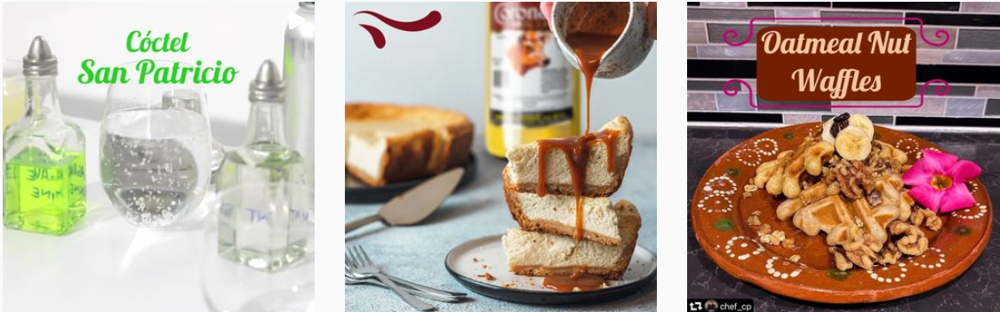 Cóctel
San Patricio
Oatmeal Nut
Waffles
chef_cp